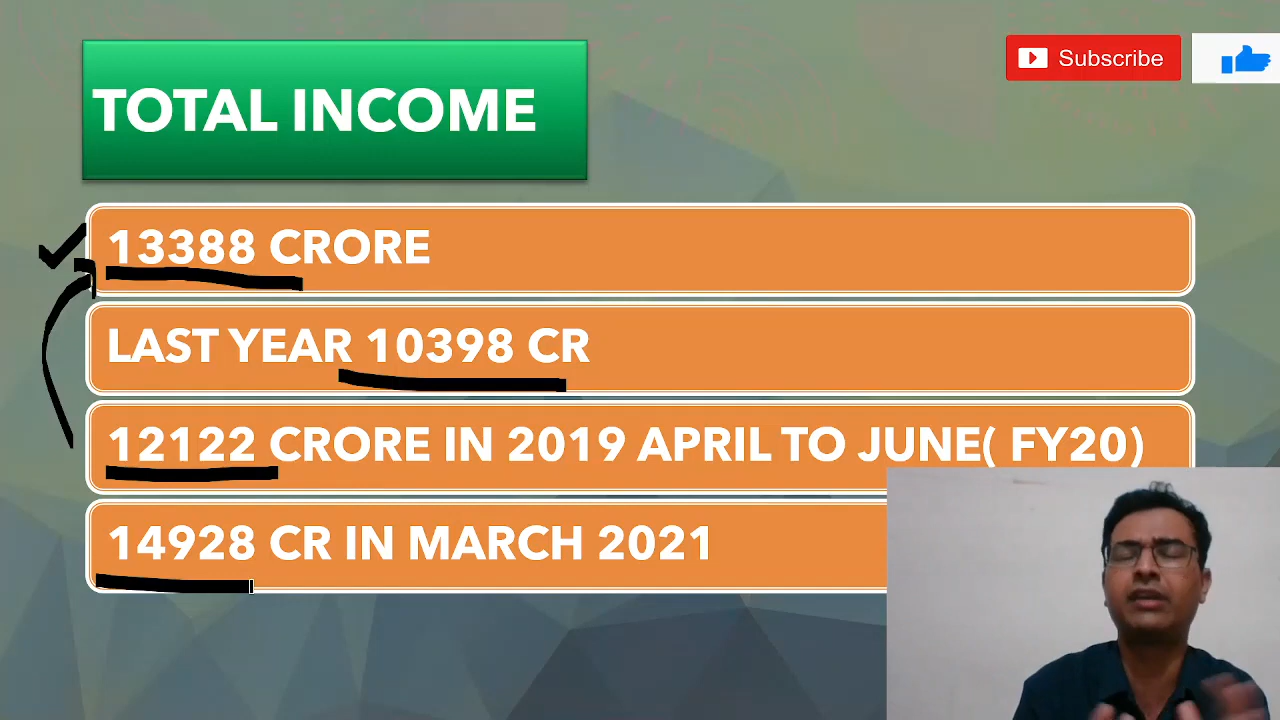 Subscribe
TOTAL INCOME
13388 CRORE
LAST YEAR 10398 CR
12122 CRORE IN 2019 APRIL TO JUNE( FY20)
14928 CR IN MARCH 2021